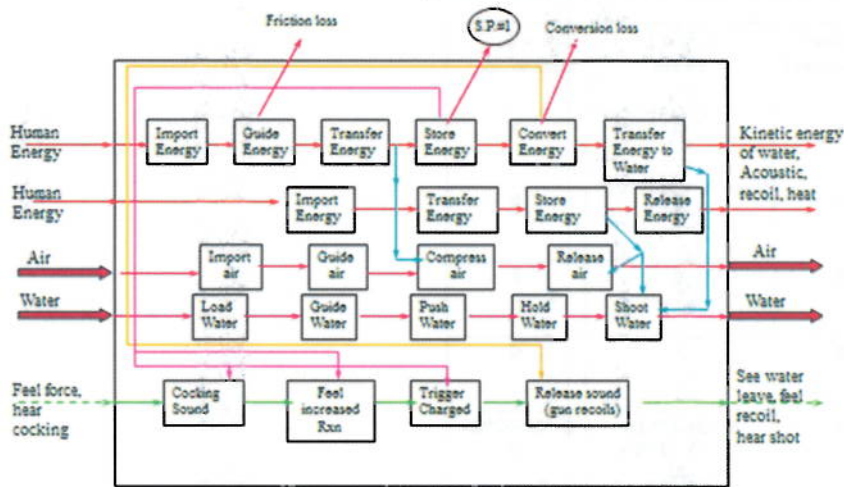 Friction loss
S.P.#1
Conversion loss
Human
Energy
Import
Energy
Guide
Energy
Transfer
Energy
Store
Energy
Convert
Energy
Transfer
Energy to
Water
Kinetic energy
of water,
Acoustic,
recoil, heat
Human
Energy
Import
Energy
Transfer
Energy
Store
Energy
Release
Energy
Air
Import
air
Guide
air
Compress
air
Release
air
Air
Water
Load
Water
Guide
Water
Push
Water
Hold
Water
Shoot
Water
Water
Feel force,
hear
cocking
Cocking
Sound
Feel
increased
Rxn
Trigger
Charged
Release sound
(gun recoils)
See water
leave, feel
recoil,
hear shot